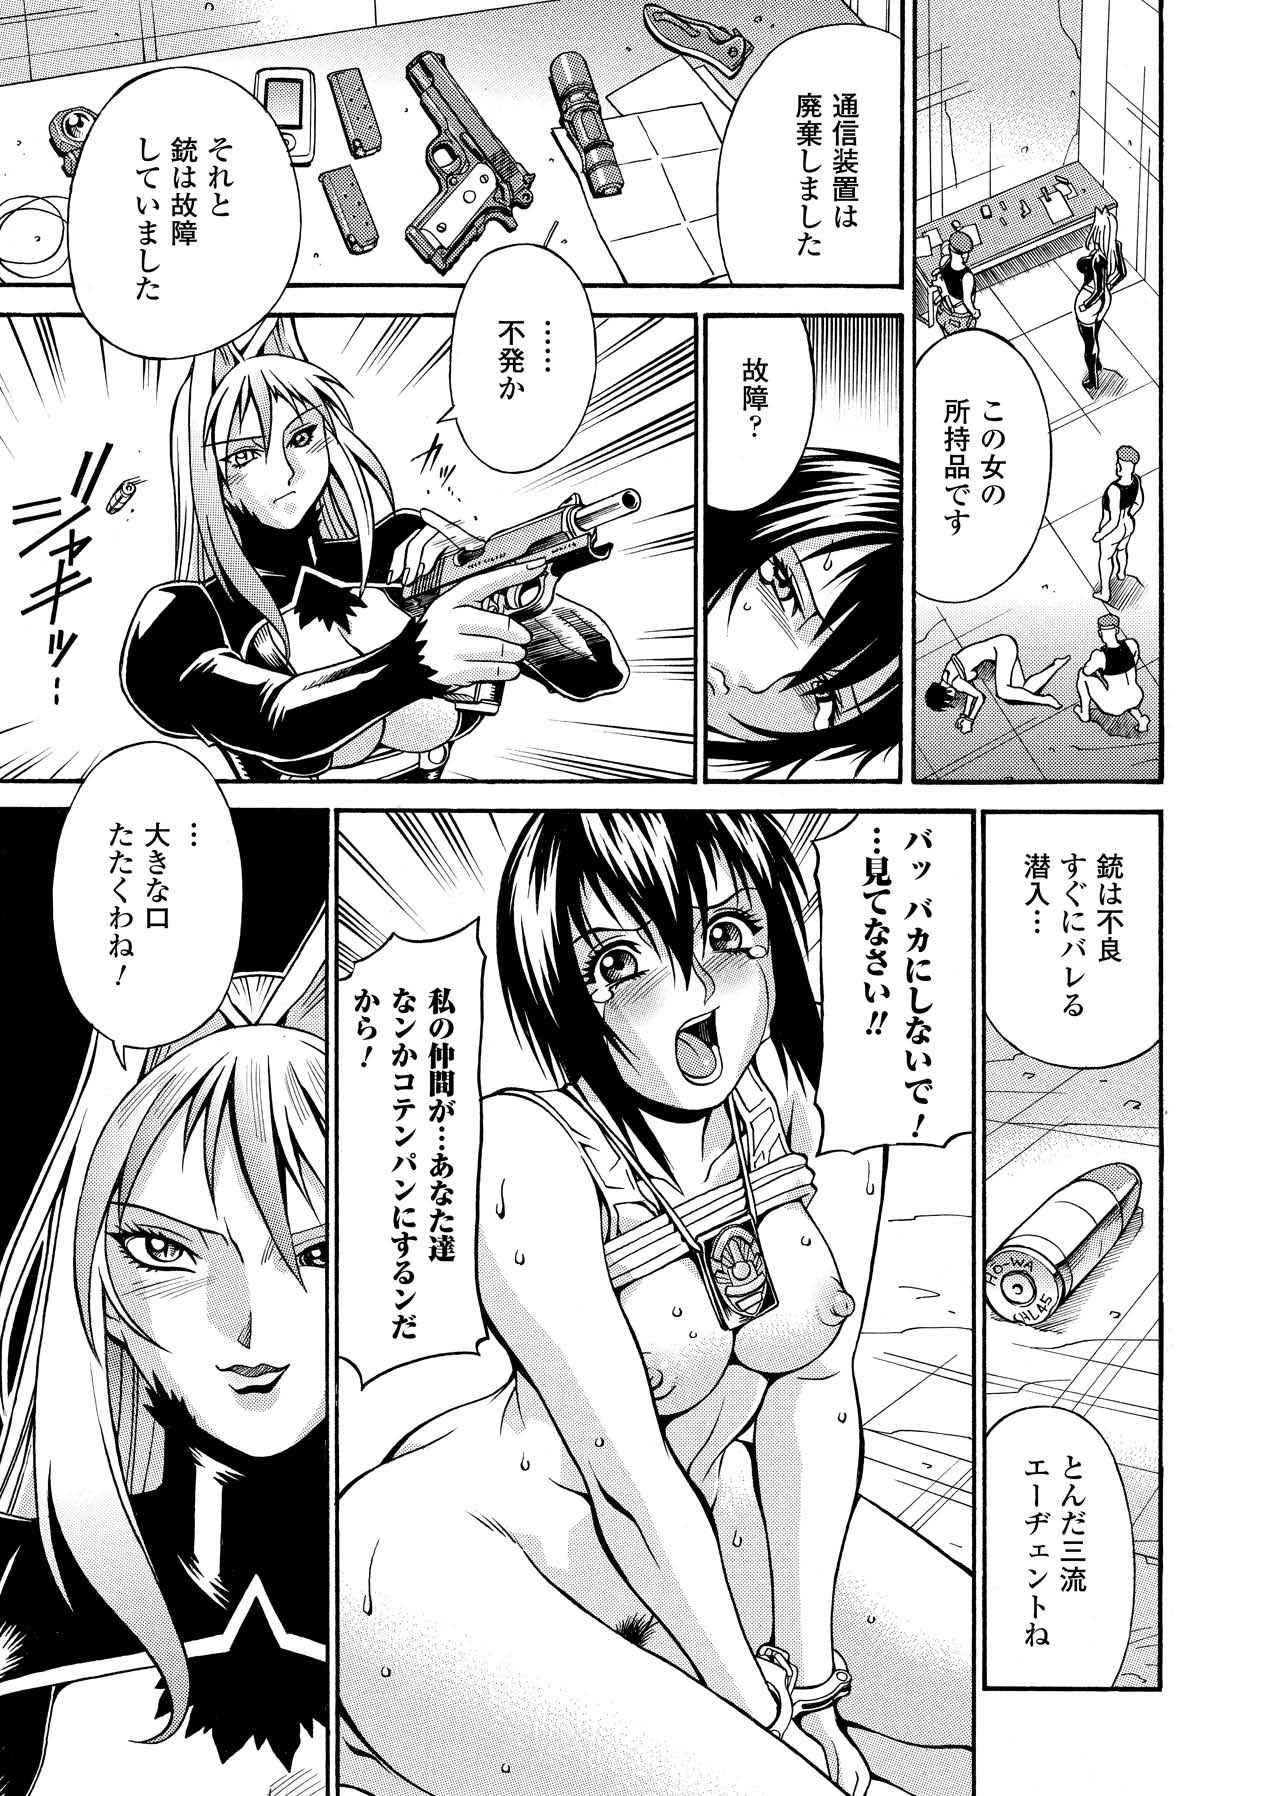 この女の
所持品です
通信装置は
廃棄しました
それと
銃は故障
していました
故障？
……
不発か
ジャキッ…
銃は不良
すぐにバレる
潜入…
HO-WA
とんだ三流
エーヂェントね
バッ バカにしないで！
…見てなさい!!
私の仲間が…あなた達
なンかコテンパンにするンだ
から！
…
大きな口
たたくわね！